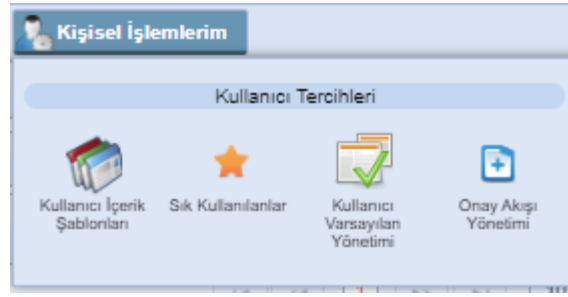 Kişisel İşlemlerim
Kullanıcı Tercihleri
Kullanıcı İçerik Şablonları
Sık Kullanılanlar
Kullanıcı Varsayılan Yönetimi
Onay Akışı Yönetimi